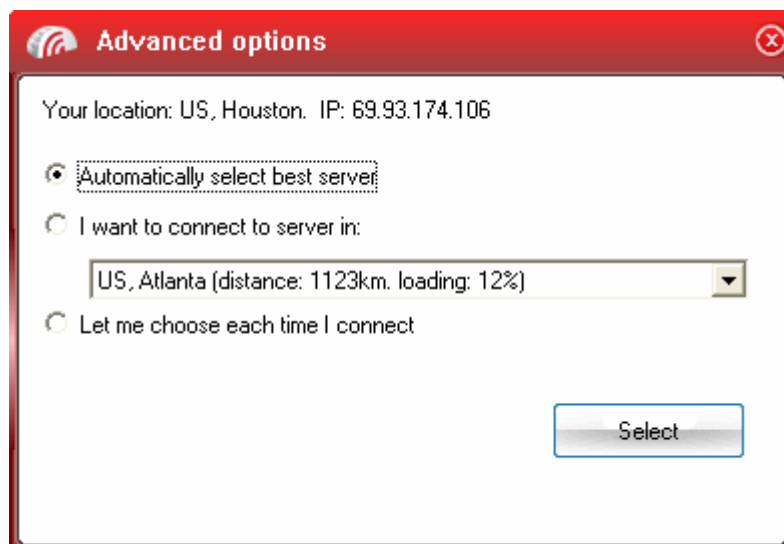 Advanced options
Your location: US, Houston.  IP: 69.93.174.106
Automatically select best server
I want to connect to server in:
US, Atlanta (distance: 1123km. loading: 12%)
Let me choose each time I connect
Select